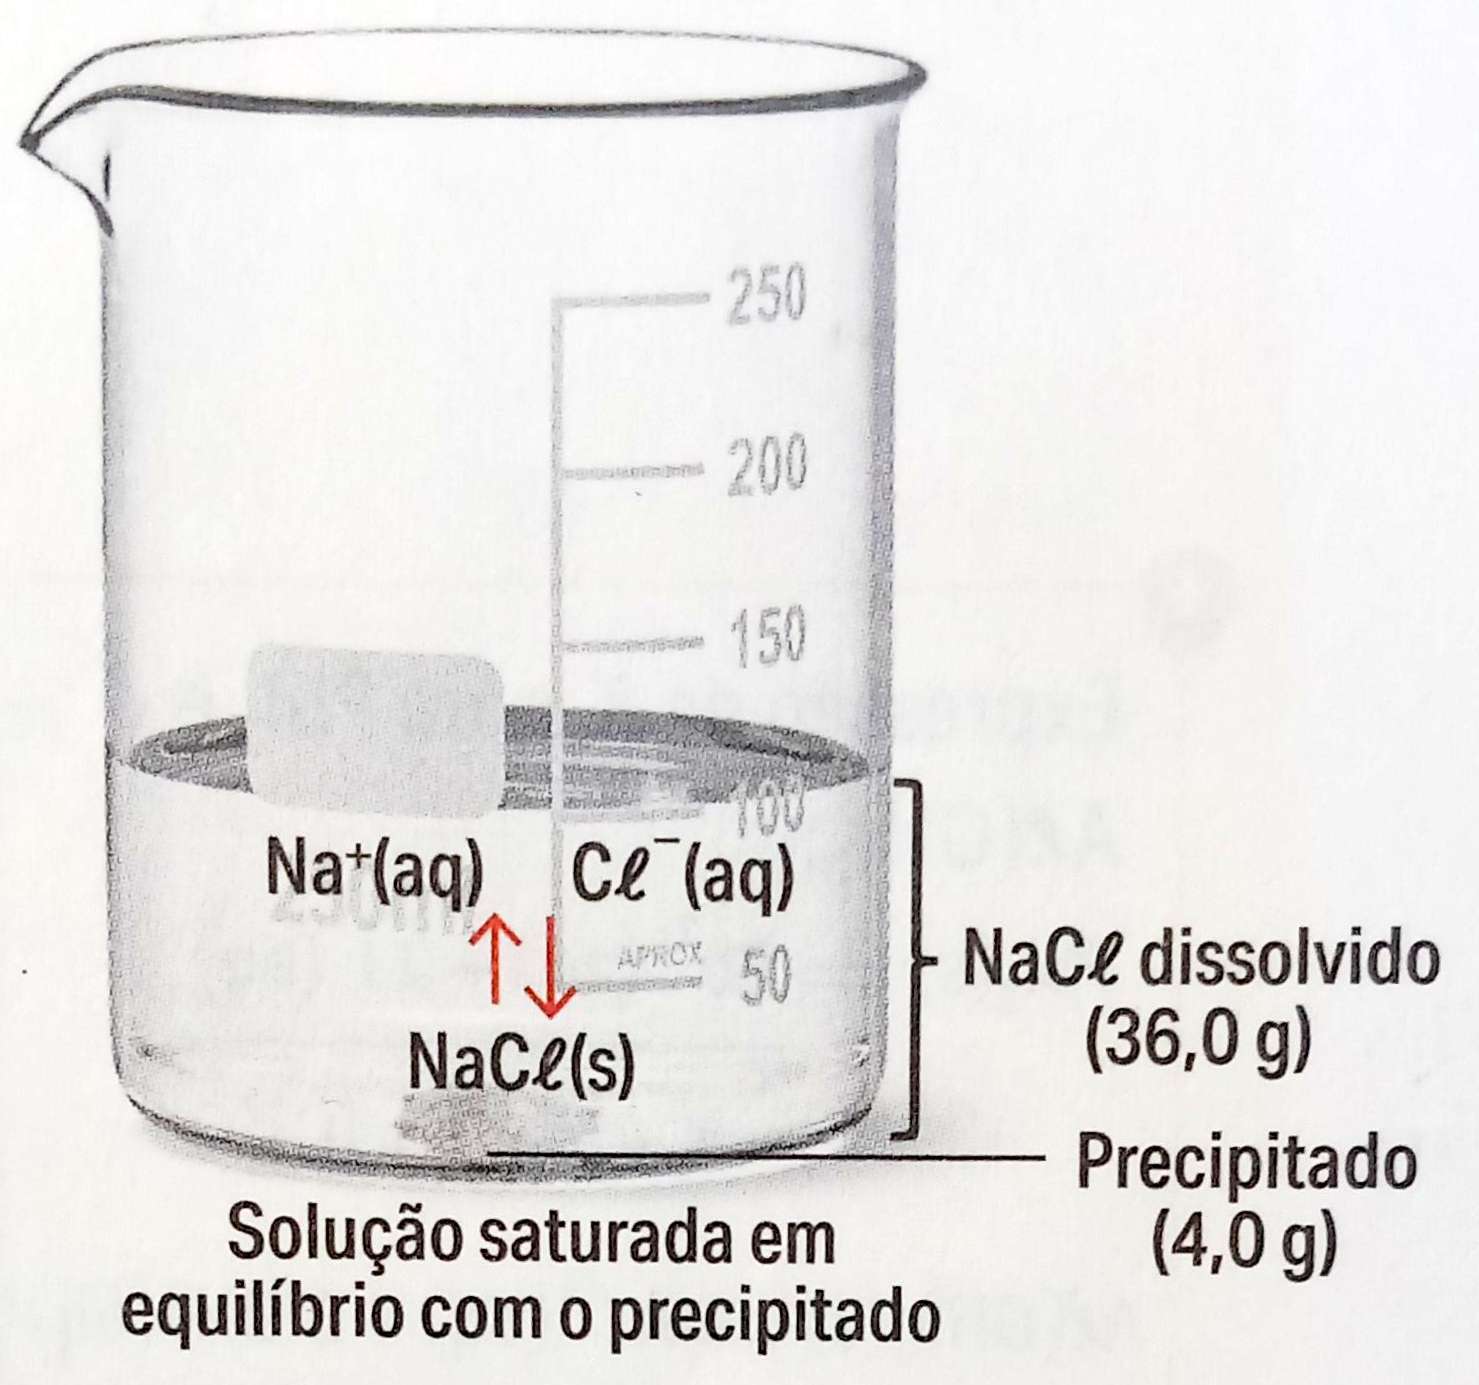 250
200
150
100
Na⁺(aq) Cℓ⁻(aq)
APROX 50
NaCℓ(s)
NaCℓ dissolvido
(36,0 g)
Precipitado
(4,0 g)
Solução saturada em
equilíbrio com o precipitado